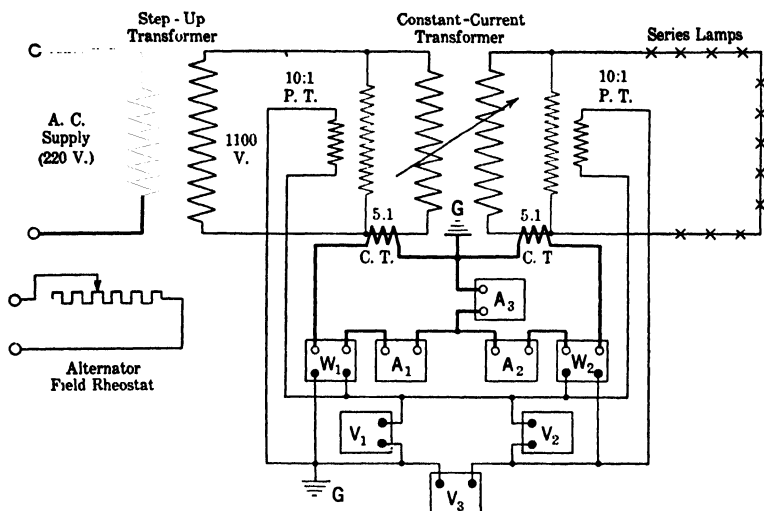 Step-Up
Transformer
Constant-Current
Transformer
Series Lamps
10:1
P. T.
10:1
P. T.
A. C.
Supply
(220 V.)
1100
V.
5.1
C. T.
G
5.1
C. T
A3
W1
A1
A2
W2
Alternator
Field Rheostat
V1
V2
G
V3